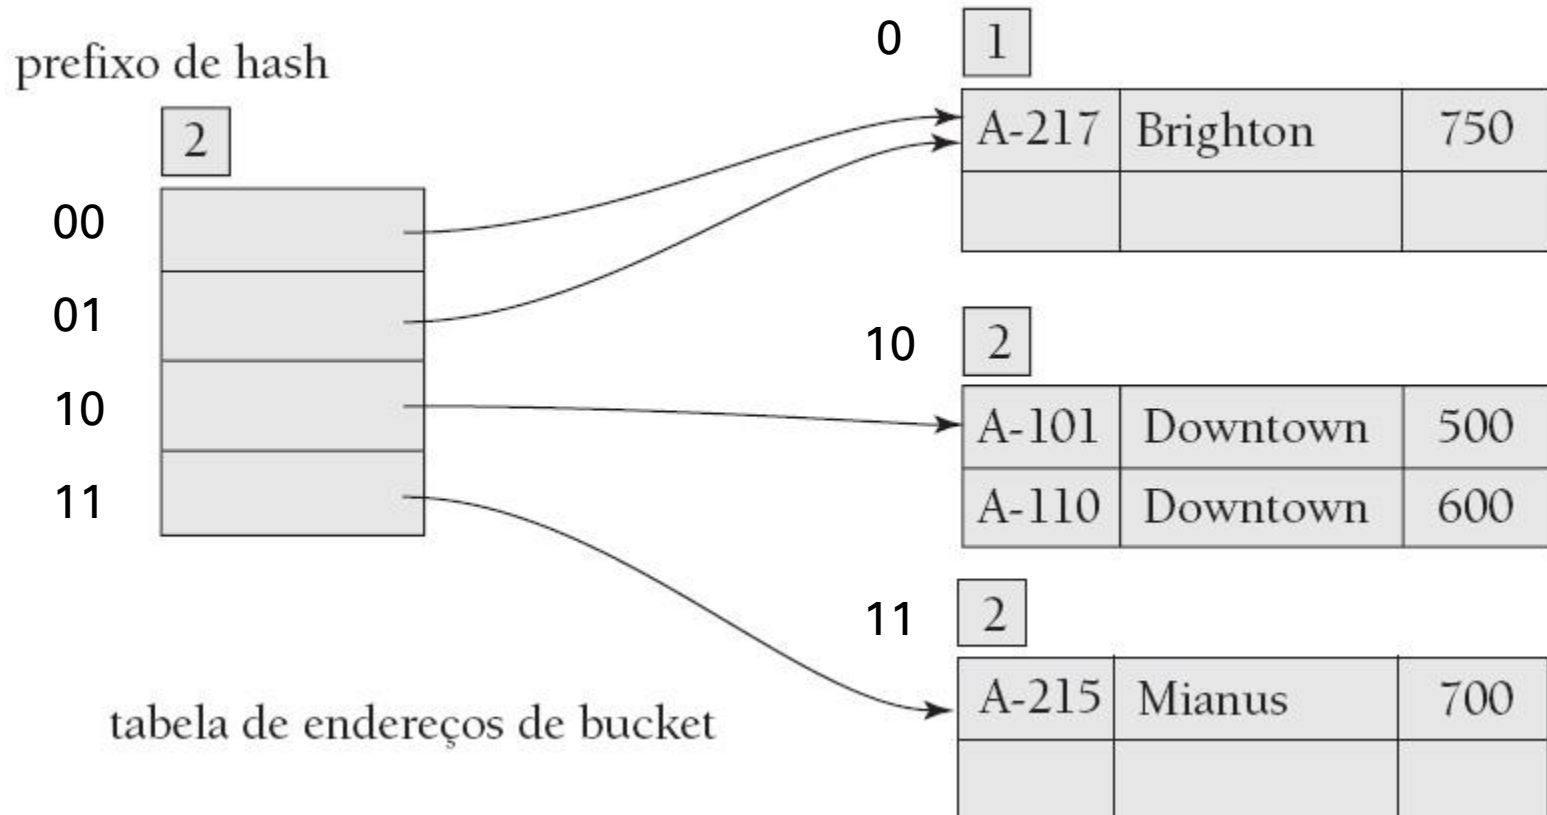 prefixo de hash
2
00
01
10
11
tabela de endereços de bucket
0 1
A-217 Brighton 750
10 2
A-101 Downtown 500
A-110 Downtown 600
11 2
A-215 Mianus 700